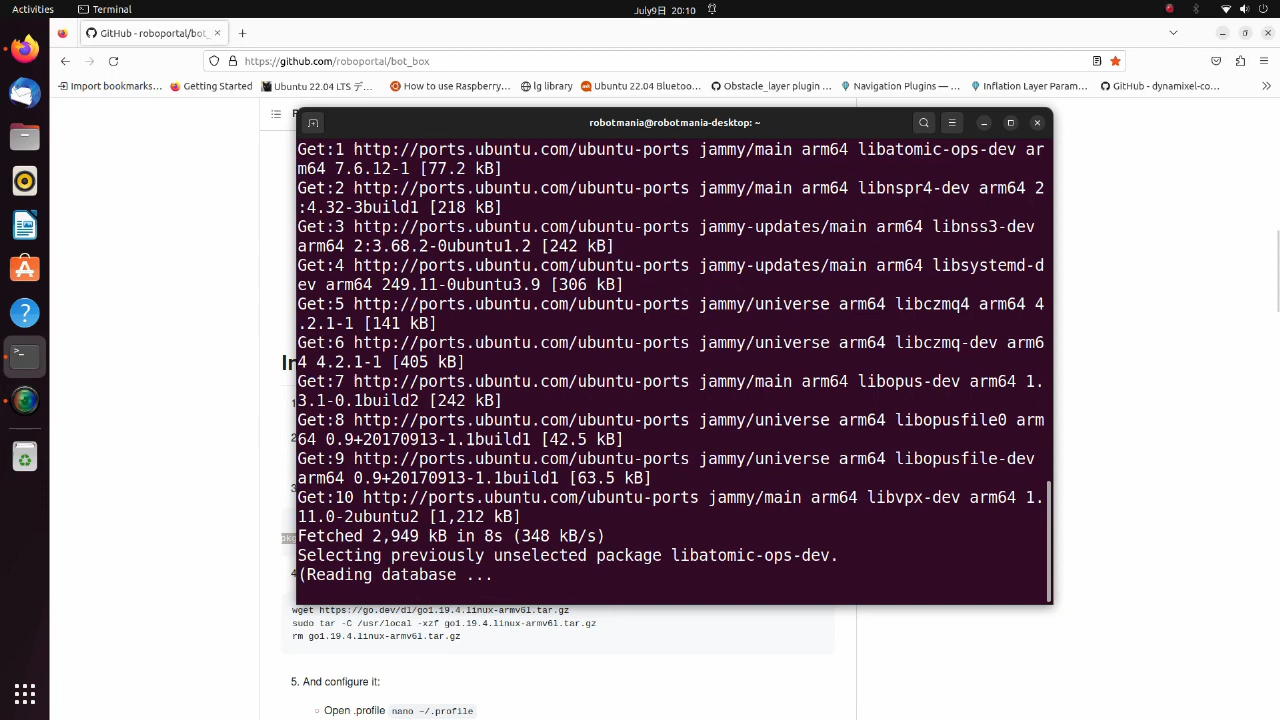 Activities
Terminal
July9日 20:10
GitHub - roboportal/bot_
https://github.com/roboportal/bot_box
Import bookmarks…
Getting Started
Ubuntu 22.04 LTS デ…
How to use Raspberry…
lg library
Ubuntu 22.04 Bluetoo…
Obstacle_layer plugin …
Navigation Plugins — …
Inflation Layer Param…
GitHub - dynamixel-co…
robotmania@robotmania-desktop: ~
Get:1 http://ports.ubuntu.com/ubuntu-ports jammy/main arm64 libatomic-ops-dev ar
m64 7.6.12-1 [77.2 kB]
Get:2 http://ports.ubuntu.com/ubuntu-ports jammy/main arm64 libnspr4-dev arm64 2
:4.32-3build1 [218 kB]
Get:3 http://ports.ubuntu.com/ubuntu-ports jammy-updates/main arm64 libnss3-dev
arm64 2:3.68.2-0ubuntu1.2 [242 kB]
Get:4 http://ports.ubuntu.com/ubuntu-ports jammy-updates/main arm64 libsystemd-d
ev arm64 249.11-0ubuntu3.9 [306 kB]
Get:5 http://ports.ubuntu.com/ubuntu-ports jammy/universe arm64 libczmq4 arm64 4
.2.1-1 [141 kB]
Get:6 http://ports.ubuntu.com/ubuntu-ports jammy/universe arm64 libczmq-dev arm6
4 4.2.1-1 [405 kB]
Get:7 http://ports.ubuntu.com/ubuntu-ports jammy/main arm64 libopus-dev arm64 1.
3.1-0.1build2 [242 kB]
Get:8 http://ports.ubuntu.com/ubuntu-ports jammy/universe arm64 libopusfile0 arm
64 0.9+20170913-1.1build1 [42.5 kB]
Get:9 http://ports.ubuntu.com/ubuntu-ports jammy/universe arm64 libopusfile-dev
arm64 0.9+20170913-1.1build1 [63.5 kB]
Get:10 http://ports.ubuntu.com/ubuntu-ports jammy/main arm64 libvpx-dev arm64 1.
11.0-2ubuntu2 [1,212 kB]
Fetched 2,949 kB in 8s (348 kB/s)
Selecting previously unselected package libatomic-ops-dev.
(Reading database ...
wget https://go.dev/dl/go1.19.4.linux-armv6l.tar.gz
sudo tar -C /usr/local -xzf go1.19.4.linux-armv6l.tar.gz
rm go1.19.4.linux-armv6l.tar.gz
5. And configure it:
Open .profile nano ~/.profile